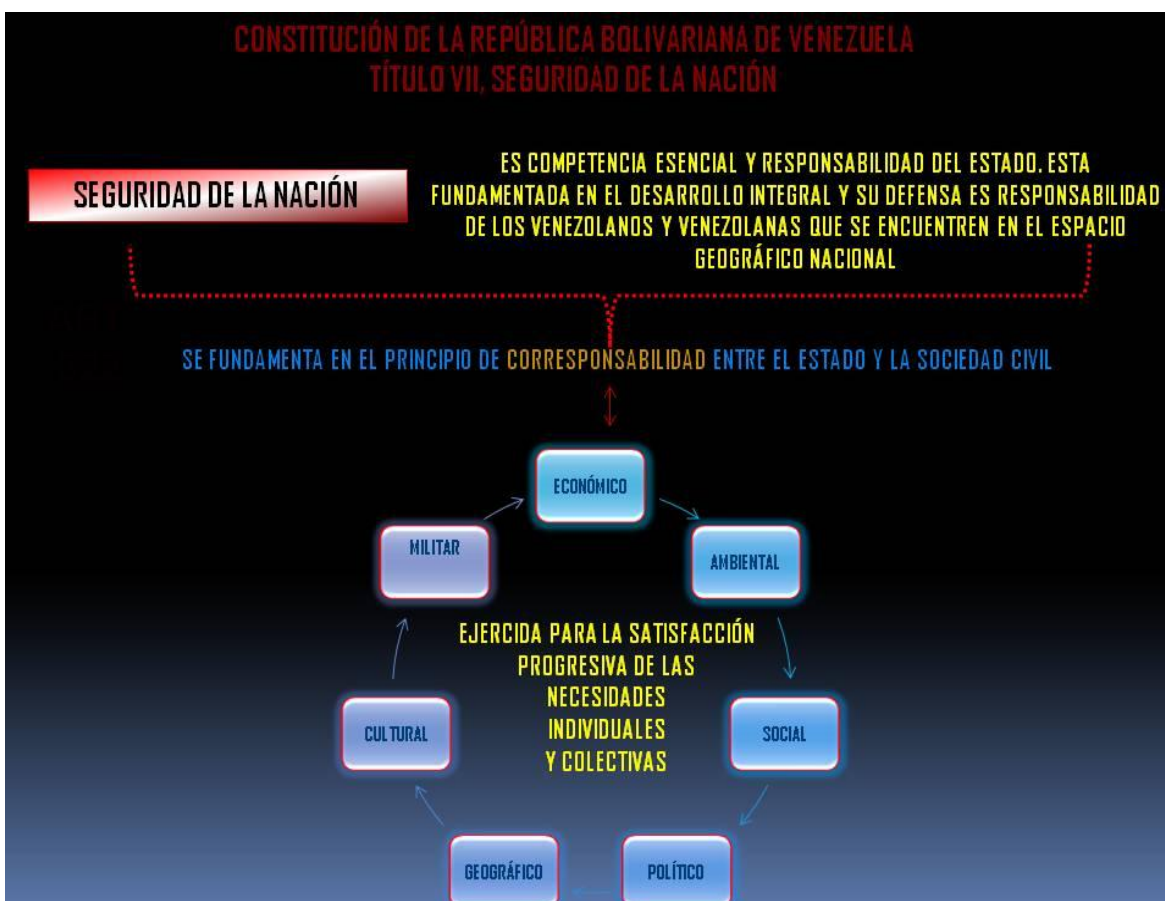 CONSTITUCIÓN DE LA REPÚBLICA BOLIVARIANA DE VENEZUELA
TÍTULO VII, SEGURIDAD DE LA NACIÓN
SEGURIDAD DE LA NACIÓN
ES COMPETENCIA ESENCIAL Y RESPONSABILIDAD DEL ESTADO. ESTA
FUNDAMENTADA EN EL DESARROLLO INTEGRAL Y SU DEFENSA ES RESPONSABILIDAD
DE LOS VENEZOLANOS Y VENEZOLANAS QUE SE ENCUENTREN EN EL ESPACIO
GEOGRÁFICO NACIONAL
SE FUNDAMENTA EN EL PRINCIPIO DE CORRESPONSABILIDAD ENTRE EL ESTADO Y LA SOCIEDAD CIVIL
ECONÓMICO
AMBIENTAL
SOCIAL
POLÍTICO
GEOGRÁFICO
CULTURAL
MILITAR
EJERCIDA PARA LA SATISFACCIÓN
PROGRESIVA DE LAS
NECESIDADES
INDIVIDUALES
Y COLECTIVAS